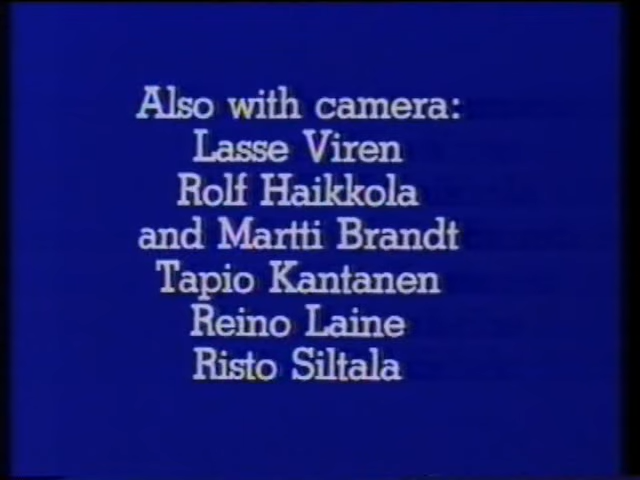 Also with camera:
Lasse Viren
Rolf Haikkola
and Martti Brandt
Tapio Kantanen
Reino Laine
Risto Siltala